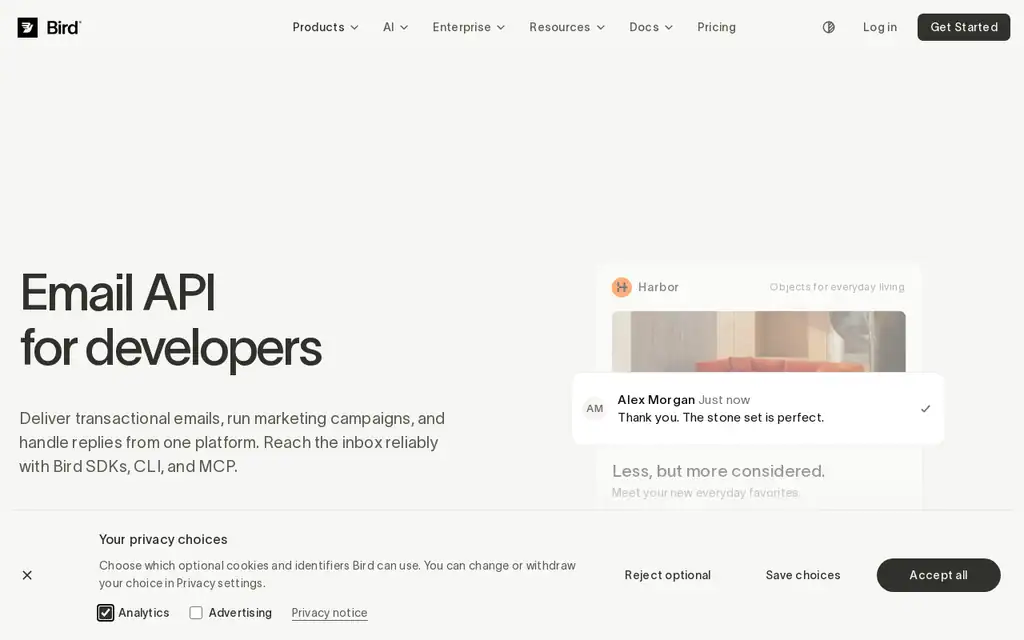 Bird
Products
AI
Enterprise
Resources
Docs
Pricing
Log in
Get Started
Email API
for developers
Deliver transactional emails, run marketing campaigns, and
handle replies from one platform. Reach the inbox reliably
with Bird SDKs, CLI, and MCP.
H Harbor
Objects for everyday living
AM
Alex Morgan Just now
Thank you. The stone set is perfect.
Less, but more considered.
Meet your new everyday favorites.
Your privacy choices
Choose which optional cookies and identifiers Bird can use. You can change or withdraw
your choice in Privacy settings.
Analytics
Advertising
Privacy notice
Reject optional
Save choices
Accept all